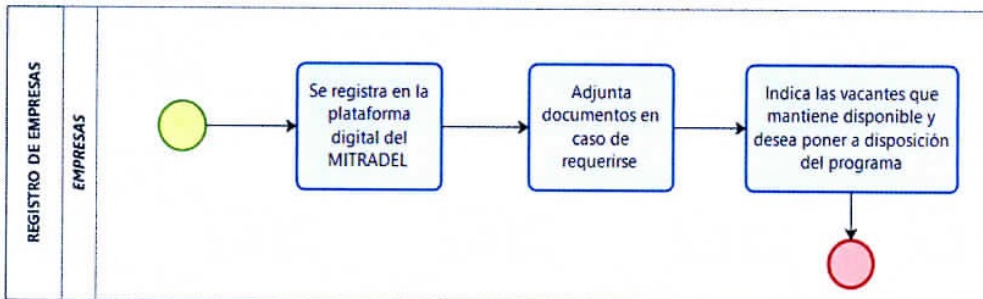 REGISTRO DE EMPRESAS
EMPRESAS
Se registra en la
plataforma
digital del
MITRADEL
Adjunta
documentos en
caso de
requerirse
Indica las vacantes que
mantiene disponible y
desea poner a disposición
del programa